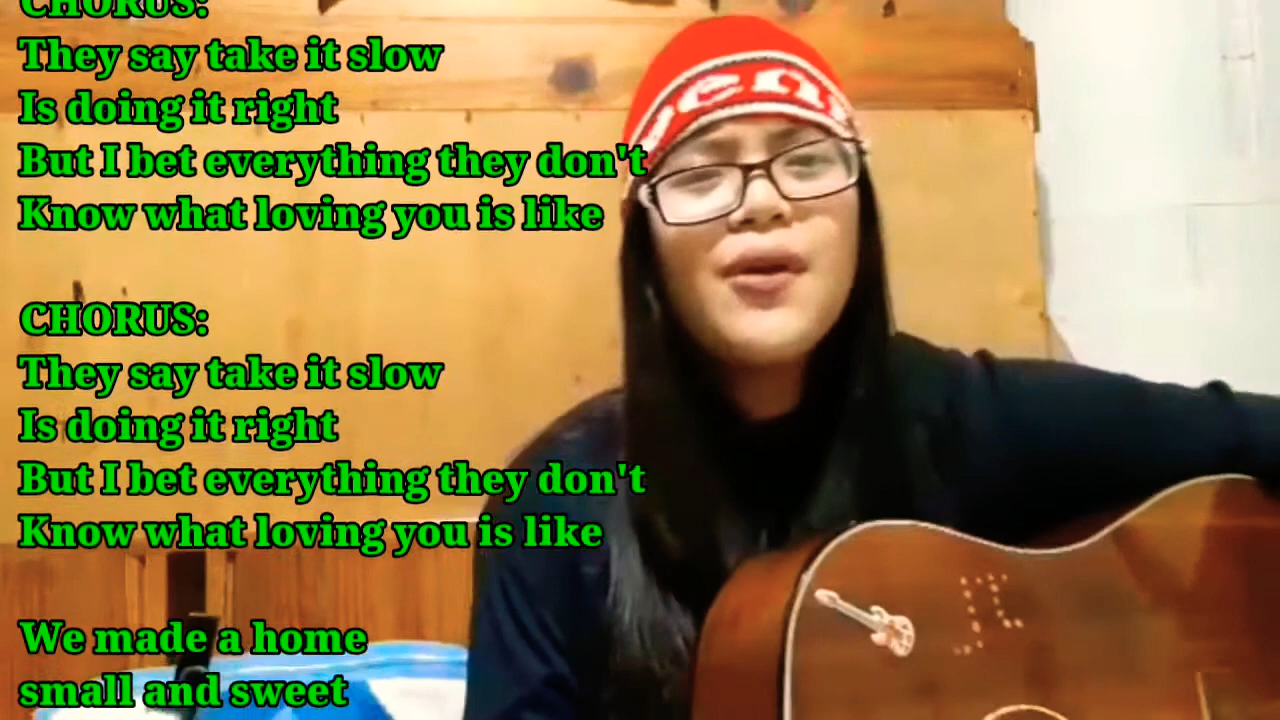 CHORUS:
They say take it slow
Is doing it right
But I bet everything they don't
Know what loving you is like
CHORUS:
They say take it slow
Is doing it right
But I bet everything they don't
Know what loving you is like
We made a home
small and sweet